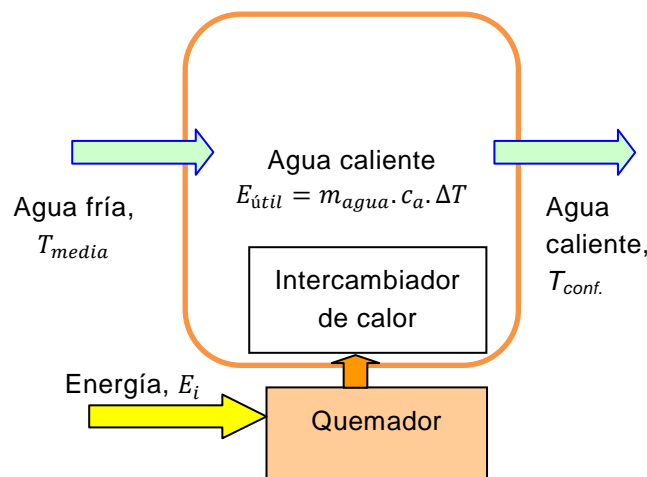 Agua fría,
T_media
Agua caliente
E_útil = m_agua . c_a . ΔT
Agua
caliente,
T_conf.
Intercambiador
de calor
Energía, E_i
Quemador